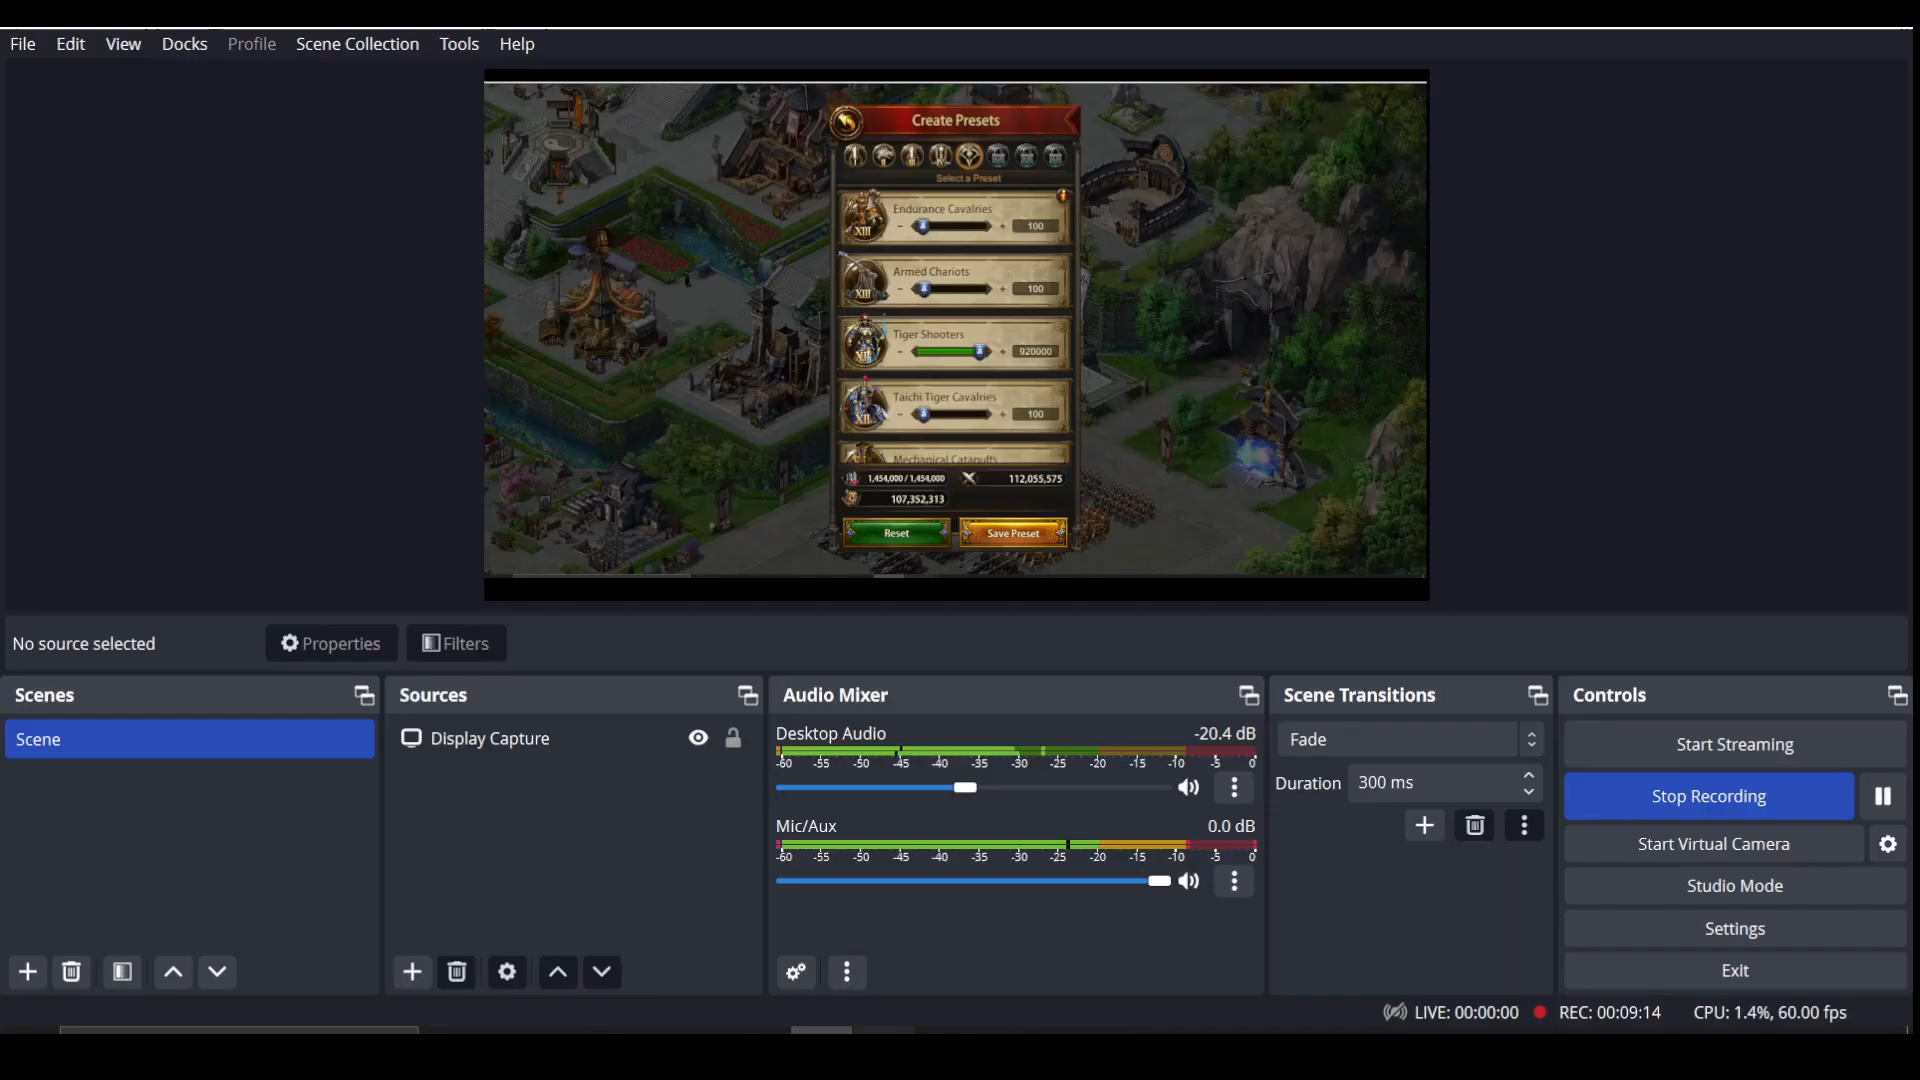 File Edit View Docks Profile Scene Collection Tools Help
Create Presets
Select a Preset
Endurance Cavalries
XIII - + 100
Armed Chariots
XIII - + 100
Tiger Shooters
XII - + 920000
Taichi Tiger Cavalries
XII - + 100
Mechanical Catapults
1,454,000 / 1,454,000 112,055,575
107,352,313
Reset Save Preset
No source selected Properties Filters
Scenes
Scene
Sources
Display Capture
Audio Mixer
Desktop Audio -20.4 dB
-60 -55 -50 -45 -40 -35 -30 -25 -20 -15 -10 -5 0
Mic/Aux 0.0 dB
-60 -55 -50 -45 -40 -35 -30 -25 -20 -15 -10 -5 0
Scene Transitions
Fade
Duration 300 ms
Controls
Start Streaming
Stop Recording
Start Virtual Camera
Studio Mode
Settings
Exit
LIVE: 00:00:00 REC: 00:09:14 CPU: 1.4%, 60.00 fps